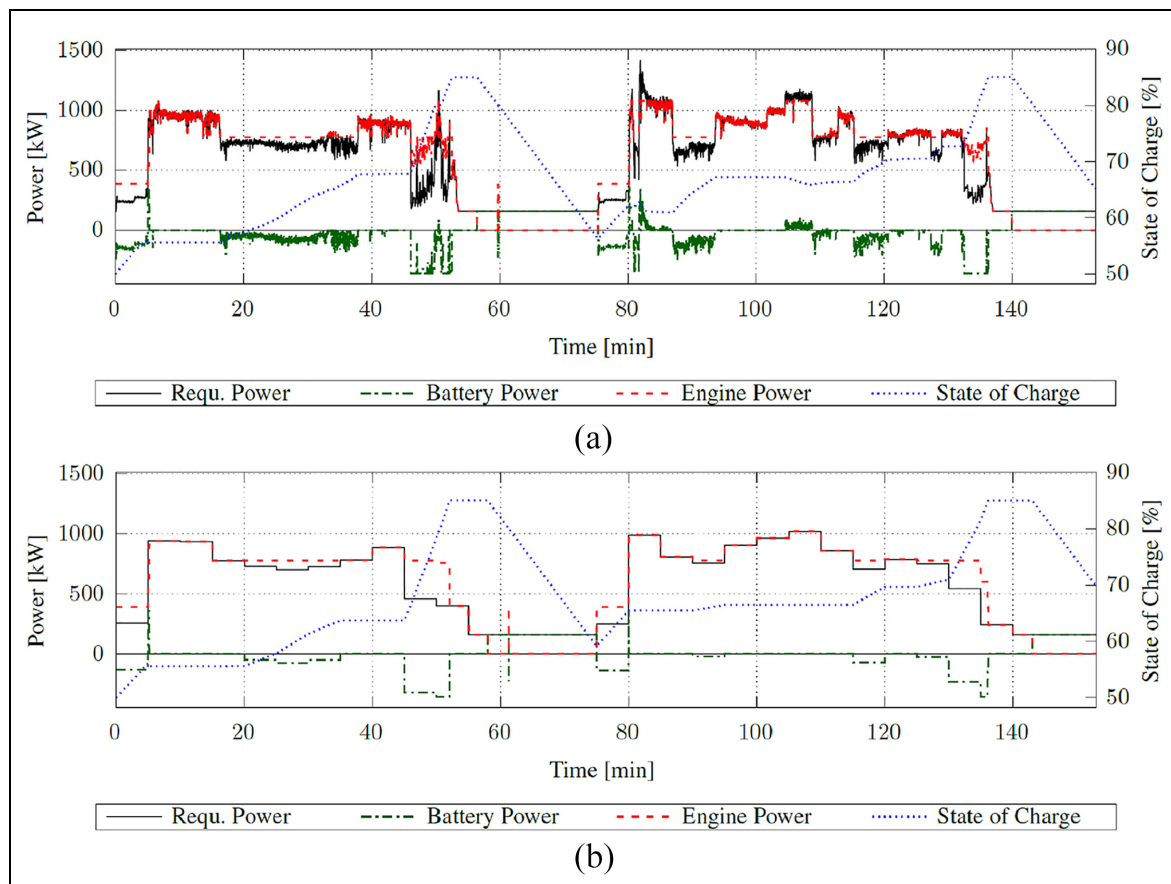 1500
1000
500
0
Power [kW]
90
80
70
60
50
State of Charge [%]
0 20 40 60 80 100 120 140
Time [min]
Requ. Power Battery Power Engine Power State of Charge
(a)
1500
1000
500
0
Power [kW]
90
80
70
60
50
State of Charge [%]
0 20 40 60 80 100 120 140
Time [min]
Requ. Power Battery Power Engine Power State of Charge
(b)